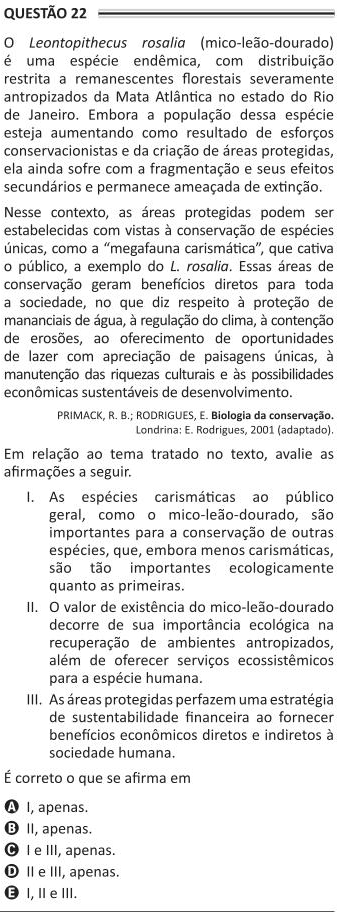 QUESTÃO 22
O Leontopithecus rosalia (mico-leão-dourado)
é uma espécie endêmica, com distribuição
restrita a remanescentes florestais severamente
antropizados da Mata Atlântica no estado do Rio
de Janeiro. Embora a população dessa espécie
esteja aumentando como resultado de esforços
conservacionistas e da criação de áreas protegidas,
ela ainda sofre com a fragmentação e seus efeitos
secundários e permanece ameaçada de extinção.
Nesse contexto, as áreas protegidas podem ser
estabelecidas com vistas à conservação de espécies
únicas, como a “megafauna carismática”, que cativa
o público, a exemplo do L. rosalia. Essas áreas de
conservação geram benefícios diretos para toda
a sociedade, no que diz respeito à proteção de
mananciais de água, à regulação do clima, à contenção
de erosões, ao oferecimento de oportunidades
de lazer com apreciação de paisagens únicas, à
manutenção das riquezas culturais e às possibilidades
econômicas sustentáveis de desenvolvimento.
PRIMACK, R. B.; RODRIGUES, E. Biologia da conservação.
Londrina: E. Rodrigues, 2001 (adaptado).
Em relação ao tema tratado no texto, avalie as
afirmações a seguir.
I. As espécies carismáticas ao público
geral, como o mico-leão-dourado, são
importantes para a conservação de outras
espécies, que, embora menos carismáticas,
são tão importantes ecologicamente
quanto as primeiras.
II. O valor de existência do mico-leão-dourado
decorre de sua importância ecológica na
recuperação de ambientes antropizados,
além de oferecer serviços ecossistêmicos
para a espécie humana.
III. As áreas protegidas perfazem uma estratégia
de sustentabilidade financeira ao fornecer
benefícios econômicos diretos e indiretos à
sociedade humana.
É correto o que se afirma em
A I, apenas.
B II, apenas.
C I e III, apenas.
D II e III, apenas.
E I, II e III.